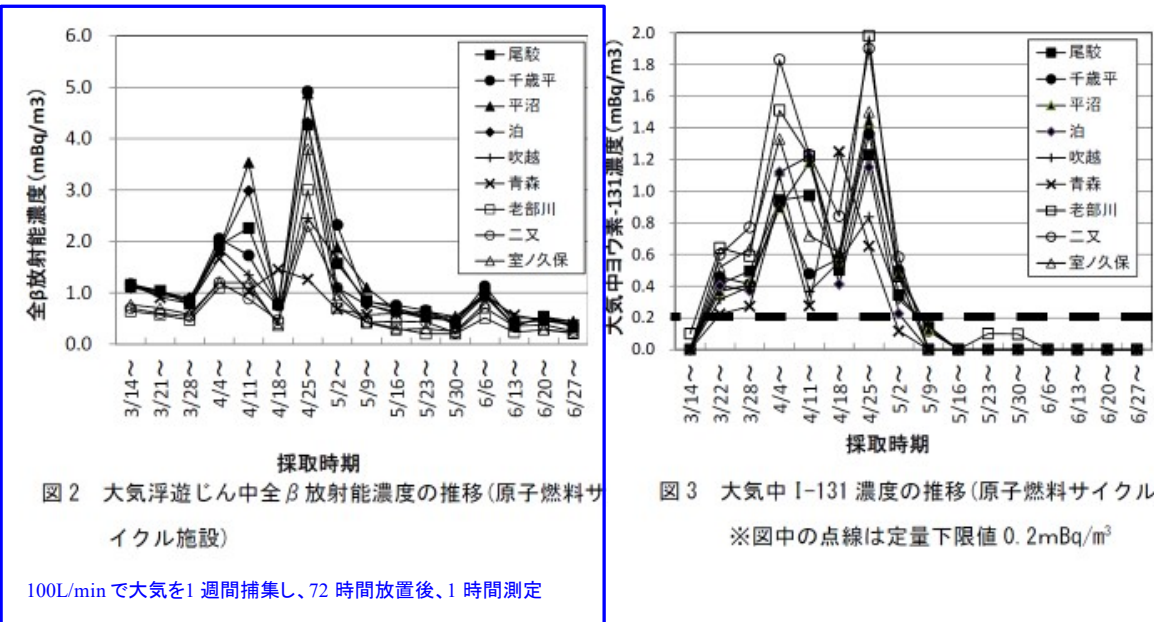 全β放射能濃度(mBq/m3)
6.0
5.0
4.0
3.0
2.0
1.0
0.0
尾駮
千歳平
平沼
泊
吹越
青森
老部川
二又
室ノ久保
3/14～
3/21～
3/28～
4/4～
4/11～
4/18～
4/25～
5/2～
5/9～
5/16～
5/23～
5/30～
6/6～
6/13～
6/20～
6/27～
採取時期
図2 大気浮遊じん中全β放射能濃度の推移(原子燃料サ
イクル施設)
100L/minで大気を1週間捕集し、72時間放置後、1時間測定
大気中ヨウ素-131濃度(mBq/m3)
2.0
1.8
1.6
1.4
1.2
1.0
0.8
0.6
0.4
0.2
0.0
尾駮
千歳平
平沼
泊
吹越
青森
老部川
二又
室ノ久保
3/14～
3/22～
3/28～
4/4～
4/11～
4/18～
4/25～
5/2～
5/9～
5/16～
5/23～
5/30～
6/6～
6/13～
6/20～
6/27～
採取時期
図3 大気中I-131濃度の推移(原子燃料サイクル
※図中の点線は定量下限値0.2mBq/m³